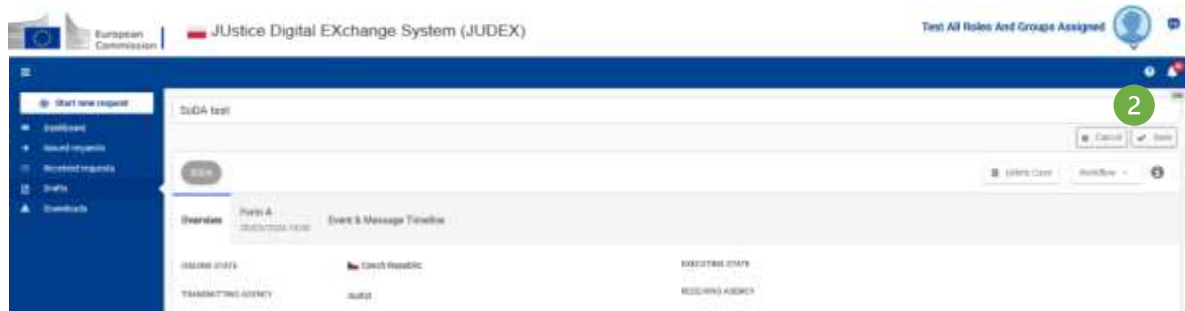 European
Commission
JUstice Digital EXchange System (JUDEX)
Test All Roles And Groups Assigned
Start new request
SoDA test
2
Dashboard
Issued requests
Cancel
Save
Received requests
SoDA
Delete Case
Workflow
Drafts
Downloads
Overview
Form A
Event & Message Timeline
ISSUING STATE
Czech Republic
EXECUTING STATE
TRANSMITTING AGENCY
RECEIVING AGENCY